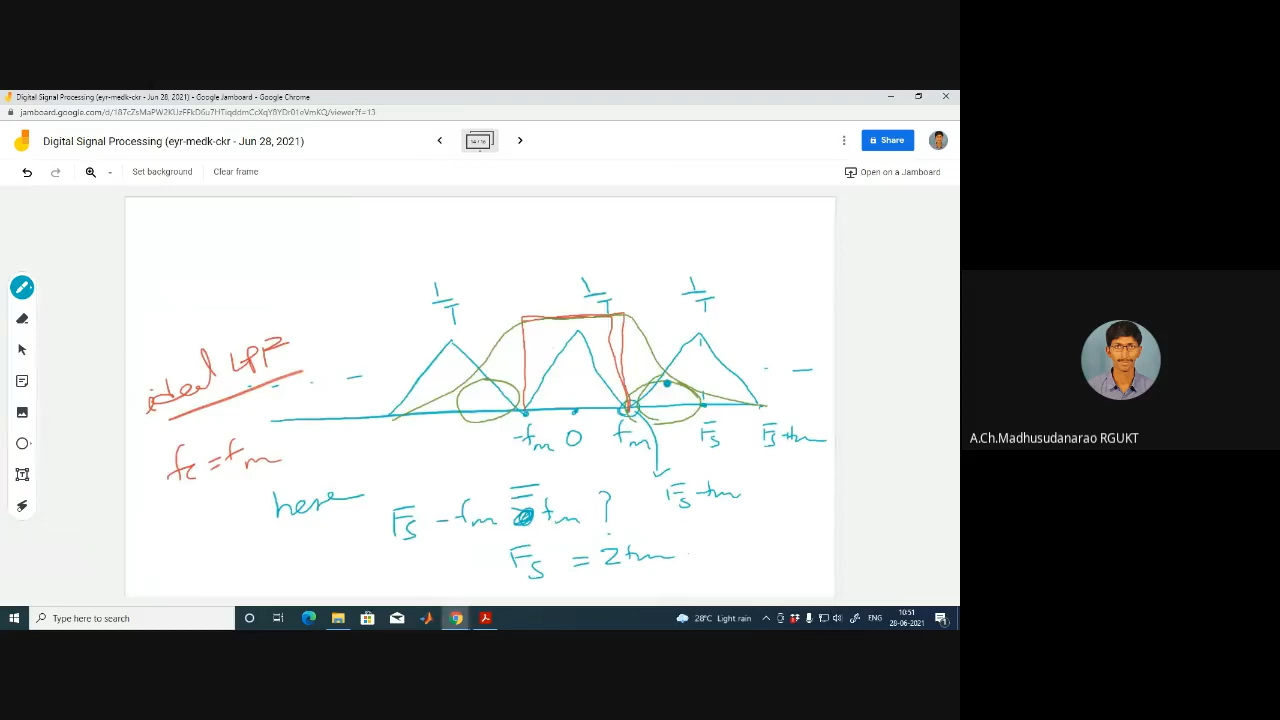 Digital Signal Processing (eyr-medk-ckr - Jun 28, 2021) - Google Jamboard - Google Chrome
Digital Signal Processing (eyr-medk-ckr - Jun 28, 2021)
14 / 16
Share
Set background
Clear frame
Open on a Jamboard
1/T 1/T 1/T
ideal LPF
-fm 0 fm Fs Fs+fm
fc = fm
Fs-fm
here
Fs - fm = fm ?
Fs = 2fm
A.Ch.Madhusudanarao RGUKT
Type here to search
28°C Light rain
ENG
10:51
28-06-2021